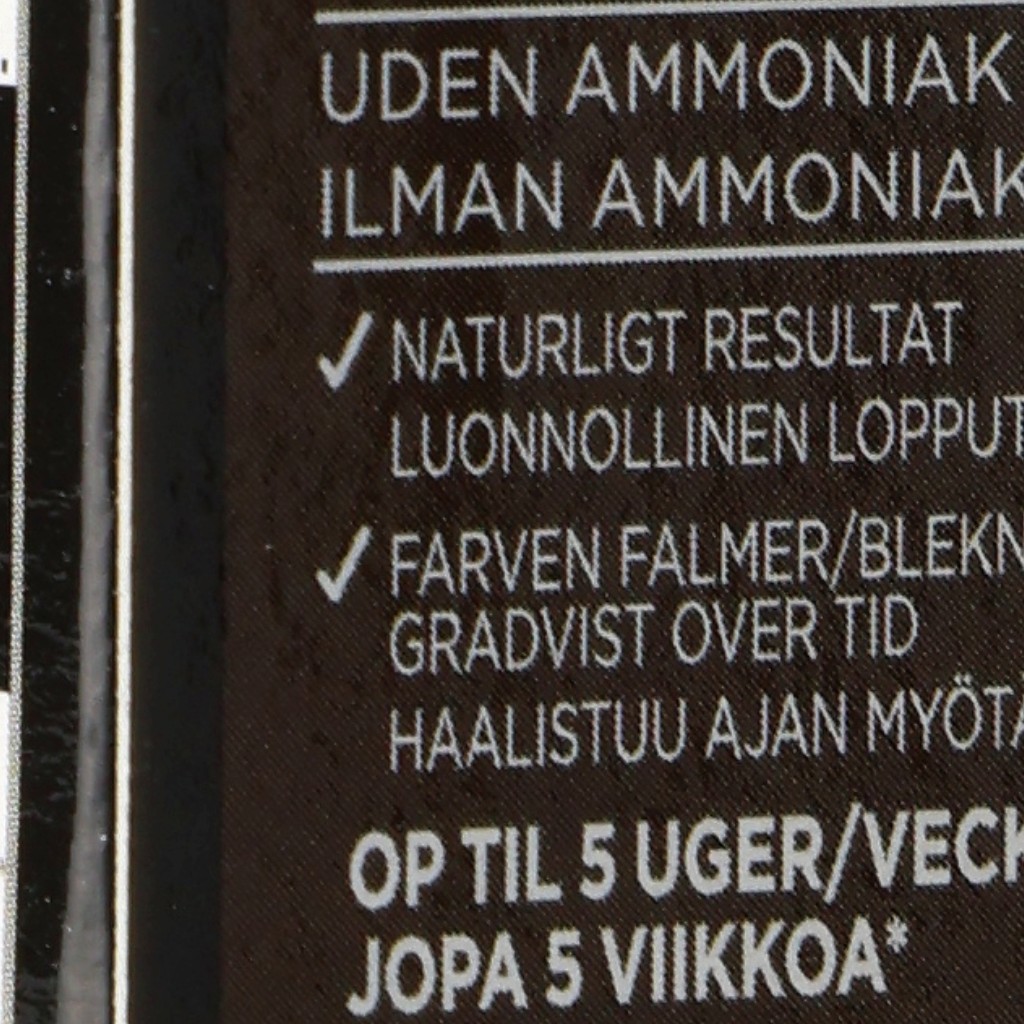 UDEN AMMONIAK
ILMAN AMMONIAK
NATURLIGT RESULTAT
LUONNOLLINEN LOPPUT
FARVEN FALMER/BLEKN
GRADVIST OVER TID
HAALISTUU AJAN MYÖTÄ
OP TIL 5 UGER/VECK
JOPA 5 VIIKKOA*